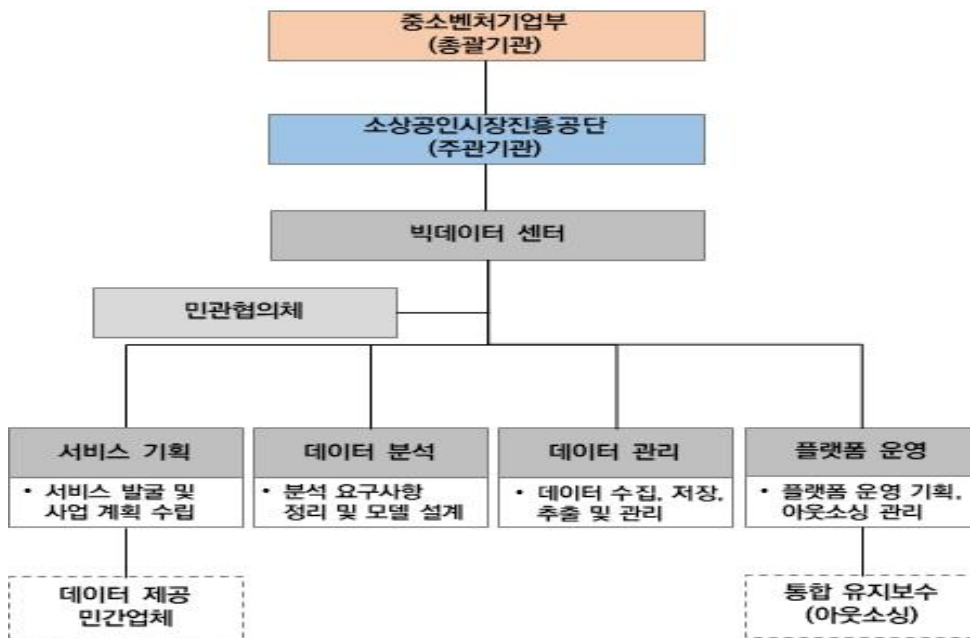 중소벤처기업부
(총괄기관)
소상공인시장진흥공단
(주관기관)
빅데이터 센터
민관협의체
서비스 기획
• 서비스 발굴 및
사업 계획 수립
데이터 분석
• 분석 요구사항
정리 및 모델 설계
데이터 관리
• 데이터 수집, 저장,
추출 및 관리
플랫폼 운영
• 플랫폼 운영 기획,
아웃소싱 관리
데이터 제공
민간업체
통합 유지보수
(아웃소싱)